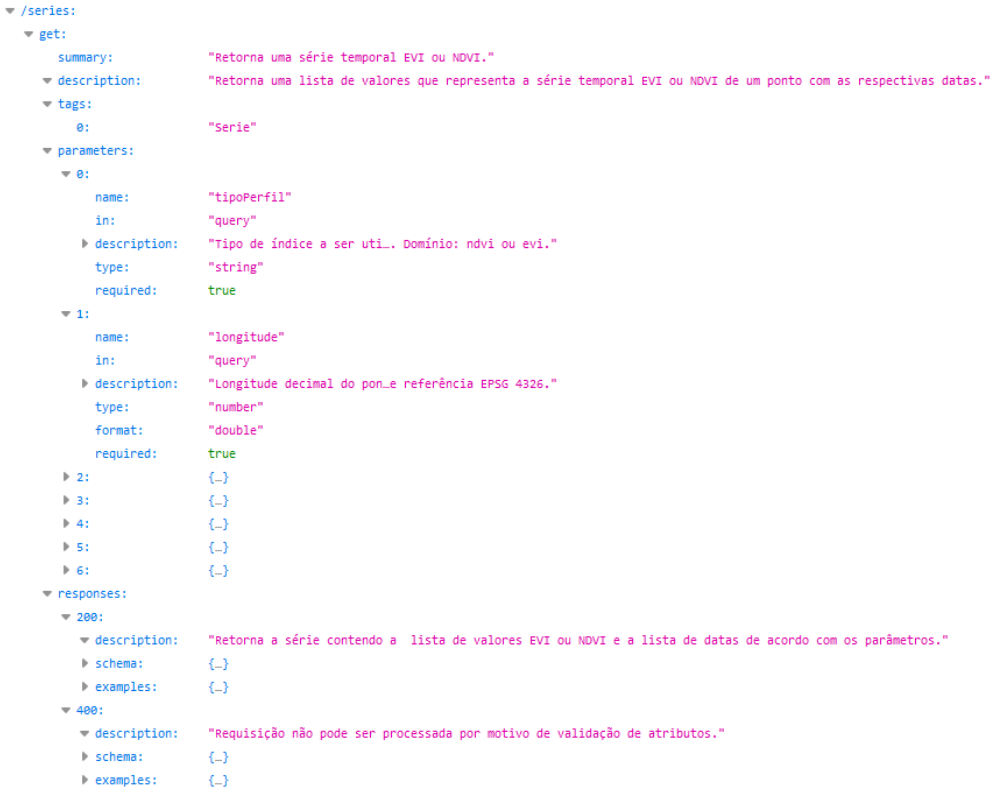 /series:
get:
summary: "Retorna uma série temporal EVI ou NDVI."
description: "Retorna uma lista de valores que representa a série temporal EVI ou NDVI de um ponto com as respectivas datas."
tags:
0: "Serie"
parameters:
0:
name: "tipoPerfil"
in: "query"
description: "Tipo de índice a ser uti…. Domínio: ndvi ou evi."
type: "string"
required: true
1:
name: "longitude"
in: "query"
description: "Longitude decimal do pon…e referência EPSG 4326."
type: "number"
format: "double"
required: true
2: {…}
3: {…}
4: {…}
5: {…}
6: {…}
responses:
200:
description: "Retorna a série contendo a  lista de valores EVI ou NDVI e a lista de datas de acordo com os parâmetros."
schema: {…}
examples: {…}
400:
description: "Requisição não pode ser processada por motivo de validação de atributos."
schema: {…}
examples: {…}